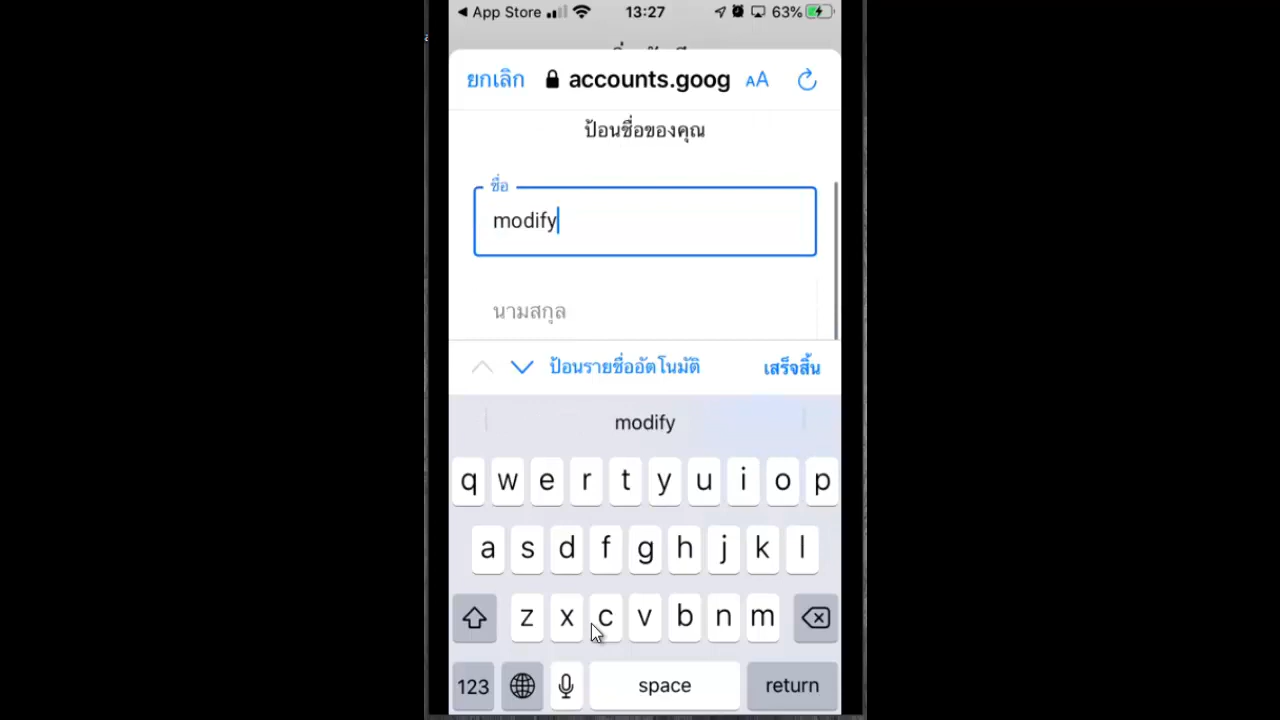 App Store
13:27
63%
ยกเลิก
accounts.goog
AA
ป้อนชื่อของคุณ
ชื่อ
modify
นามสกุล
ป้อนรายชื่ออัตโนมัติ
เสร็จสิ้น
modify
q w e r t y u i o p
a s d f g h j k l
z x c v b n m
123
space
return